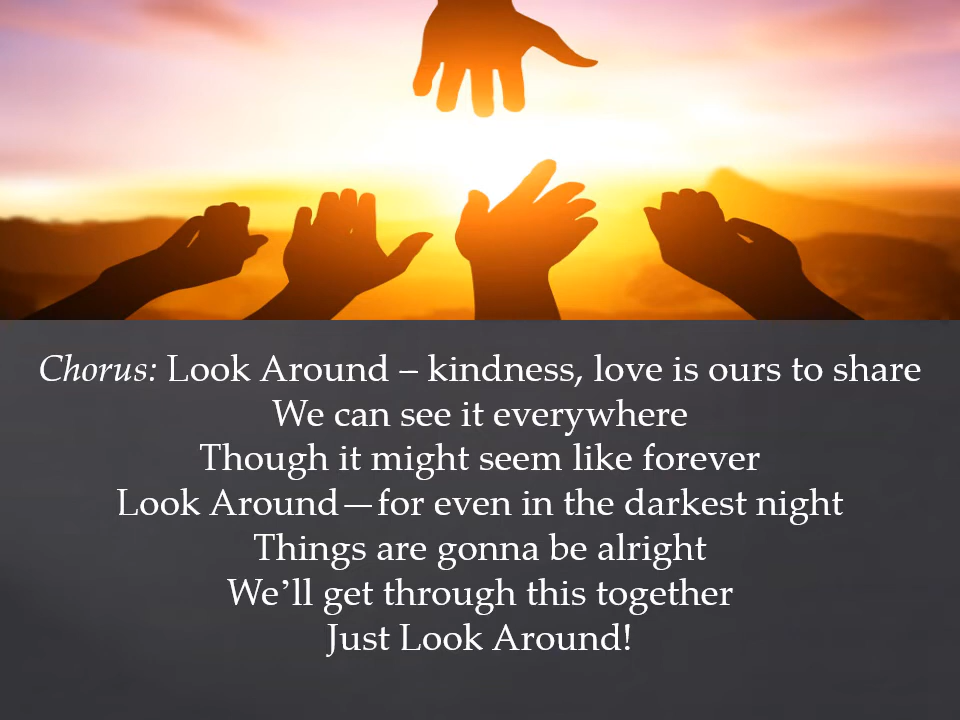 Chorus: Look Around – kindness, love is ours to share
We can see it everywhere
Though it might seem like forever
Look Around—for even in the darkest night
Things are gonna be alright
We’ll get through this together
Just Look Around!